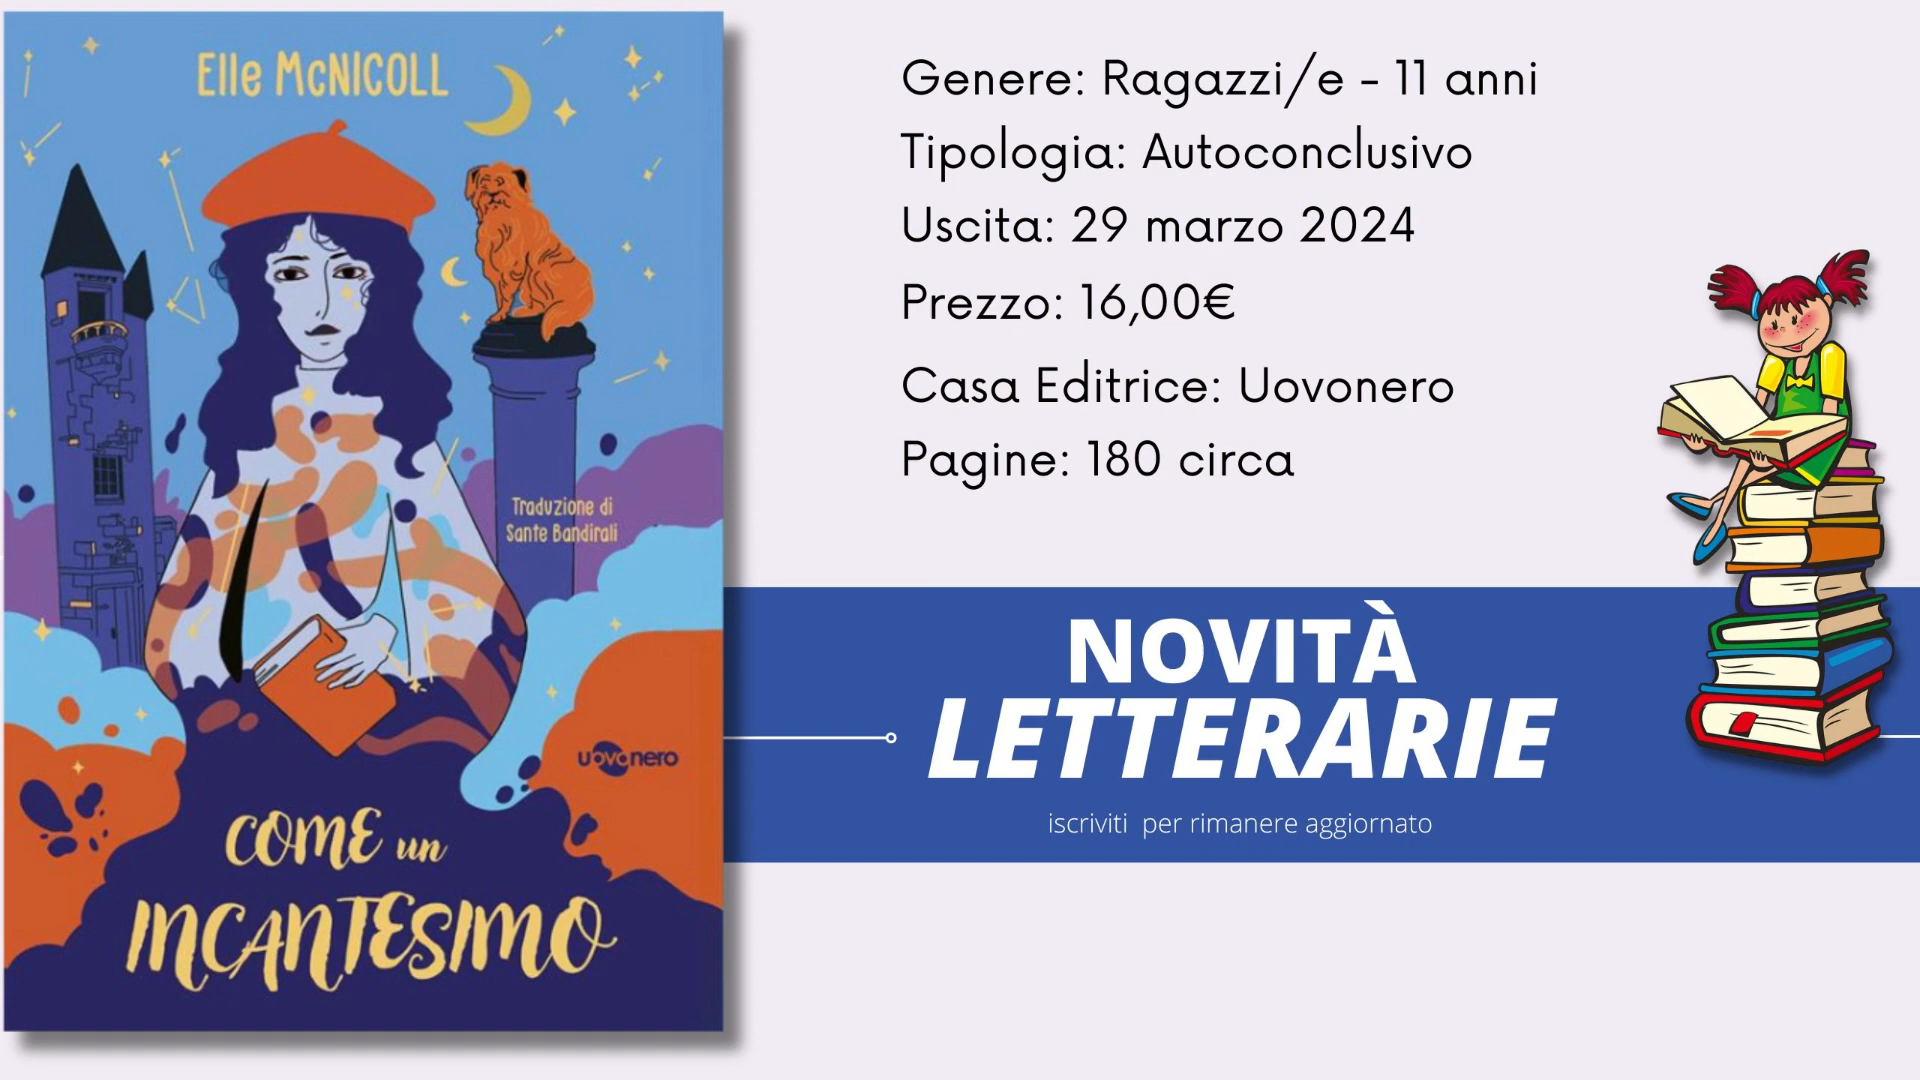 Elle McNICOLL
Traduzione di
Sante Bandirali
uovonero
COME un
INCANTESIMO
Genere: Ragazzi/e - 11 anni
Tipologia: Autoconclusivo
Uscita: 29 marzo 2024
Prezzo: 16,00€
Casa Editrice: Uovonero
Pagine: 180 circa
NOVITÀ
LETTERARIE
iscriviti per rimanere aggiornato